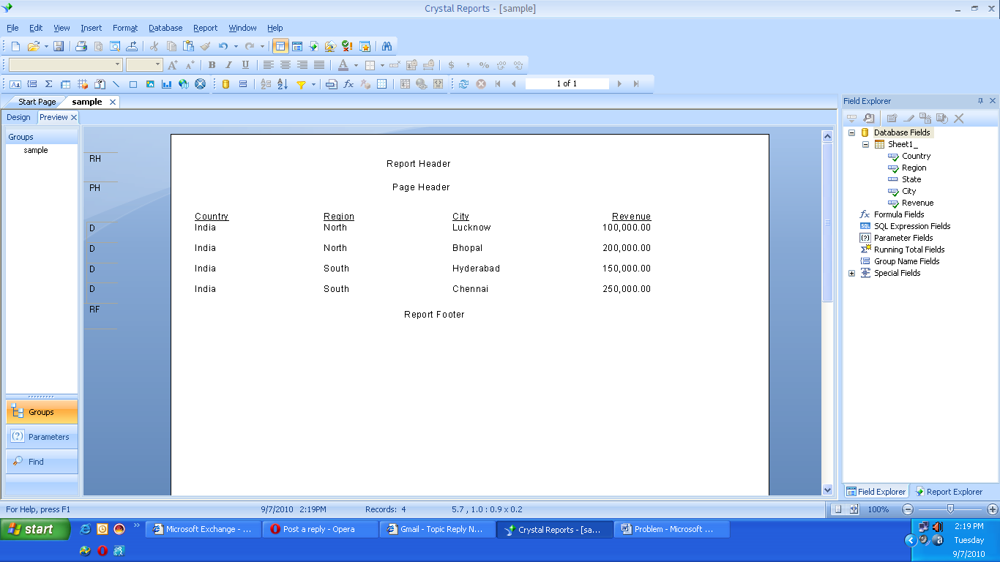 Crystal Reports - [sample]
File Edit View Insert Format Database Report Window Help
1 of 1
Start Page sample
Design Preview
Groups
sample
RH
Report Header
PH
Page Header
Country Region City Revenue
D India North Lucknow 100,000.00
D India North Bhopal 200,000.00
D India South Hyderabad 150,000.00
D India South Chennai 250,000.00
RF
Report Footer
Groups
Parameters
Find
Field Explorer
Database Fields
Sheet1_
Country
Region
State
City
Revenue
Formula Fields
SQL Expression Fields
Parameter Fields
Running Total Fields
Group Name Fields
Special Fields
Field Explorer Report Explorer
For Help, press F1 9/7/2010 2:19PM Records: 4 5.7 , 1.0 : 0.9 x 0.2 100%
start Microsoft Exchange - ... Post a reply - Opera Gmail - Topic Reply N... Crystal Reports - [sa... Problem - Microsoft ...
2:19 PM
Tuesday
9/7/2010